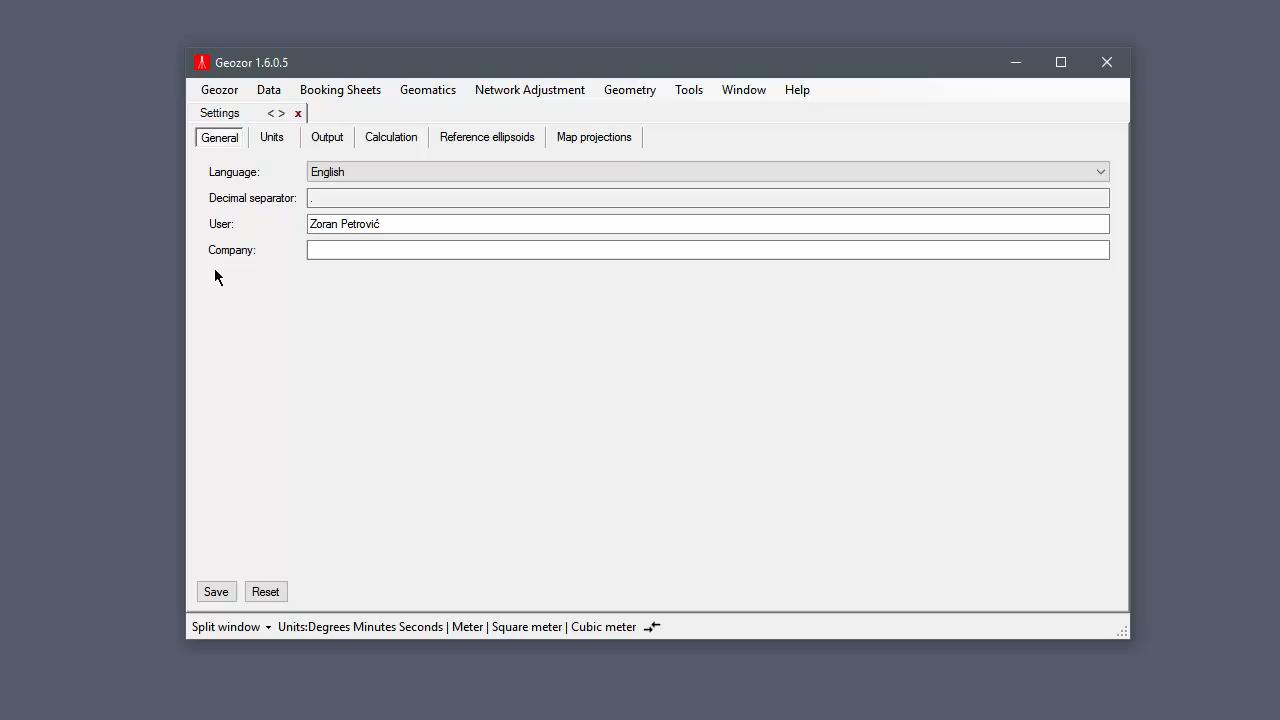 Geozor 1.6.0.5
Geozor Data Booking Sheets Geomatics Network Adjustment Geometry Tools Window Help
Settings < > x
General Units Output Calculation Reference ellipsoids Map projections
Language: English
Decimal separator: .
User: Zoran Petrović
Company:
Save Reset
Split window Units:Degrees Minutes Seconds | Meter | Square meter | Cubic meter